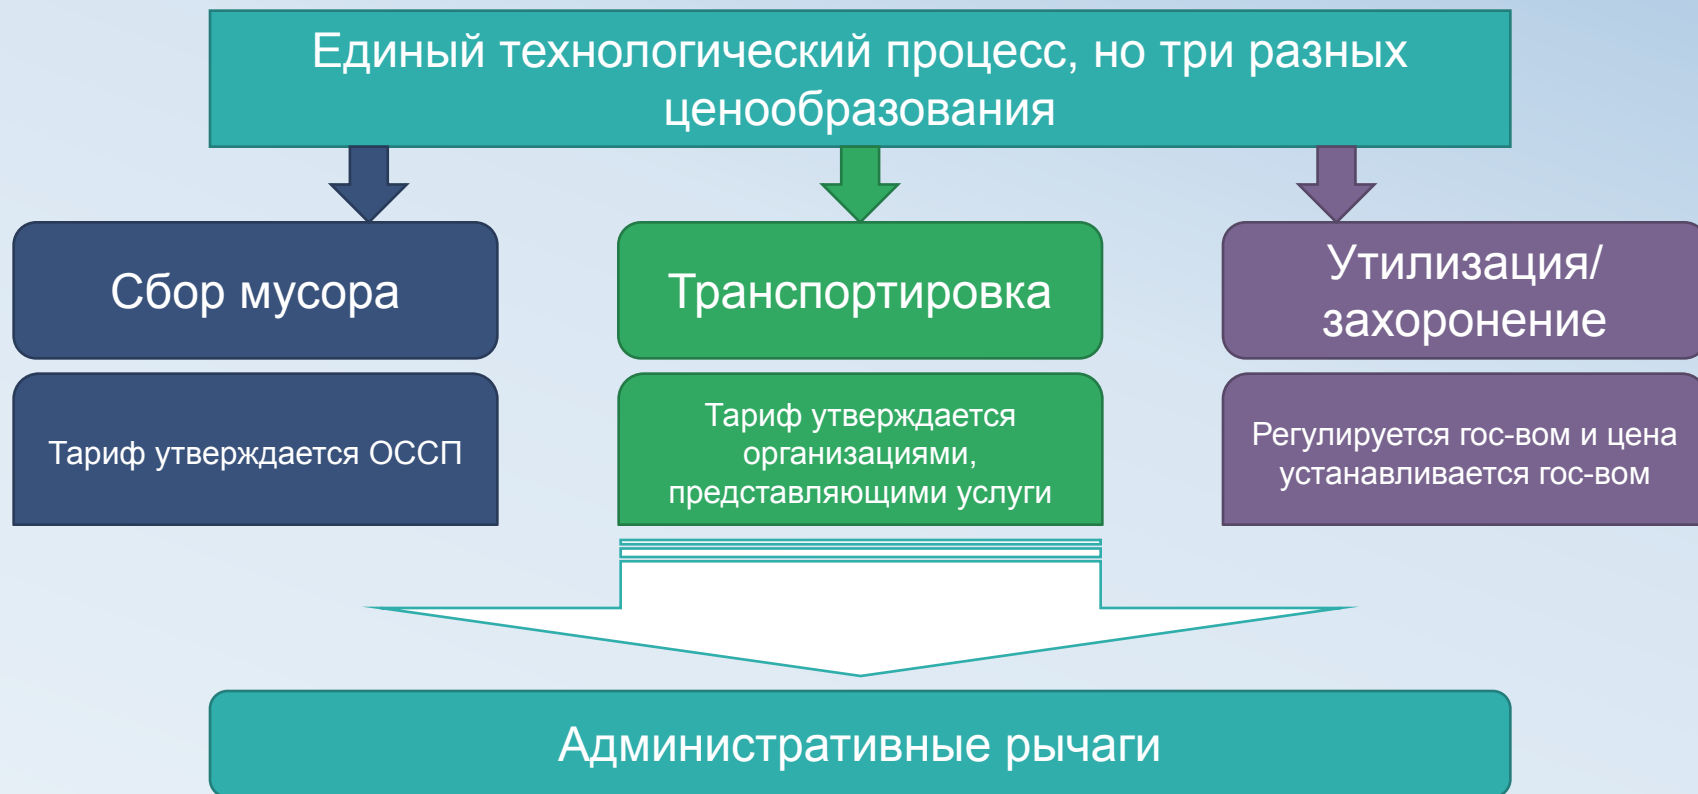 Единый технологический процесс, но три разных
ценообразования
Сбор мусора
Транспортировка
Утилизация/
захоронение
Тариф утверждается ОССП
Тариф утверждается
организациями,
представляющими услуги
Регулируется гос-вом и цена
устанавливается гос-вом
Административные рычаги